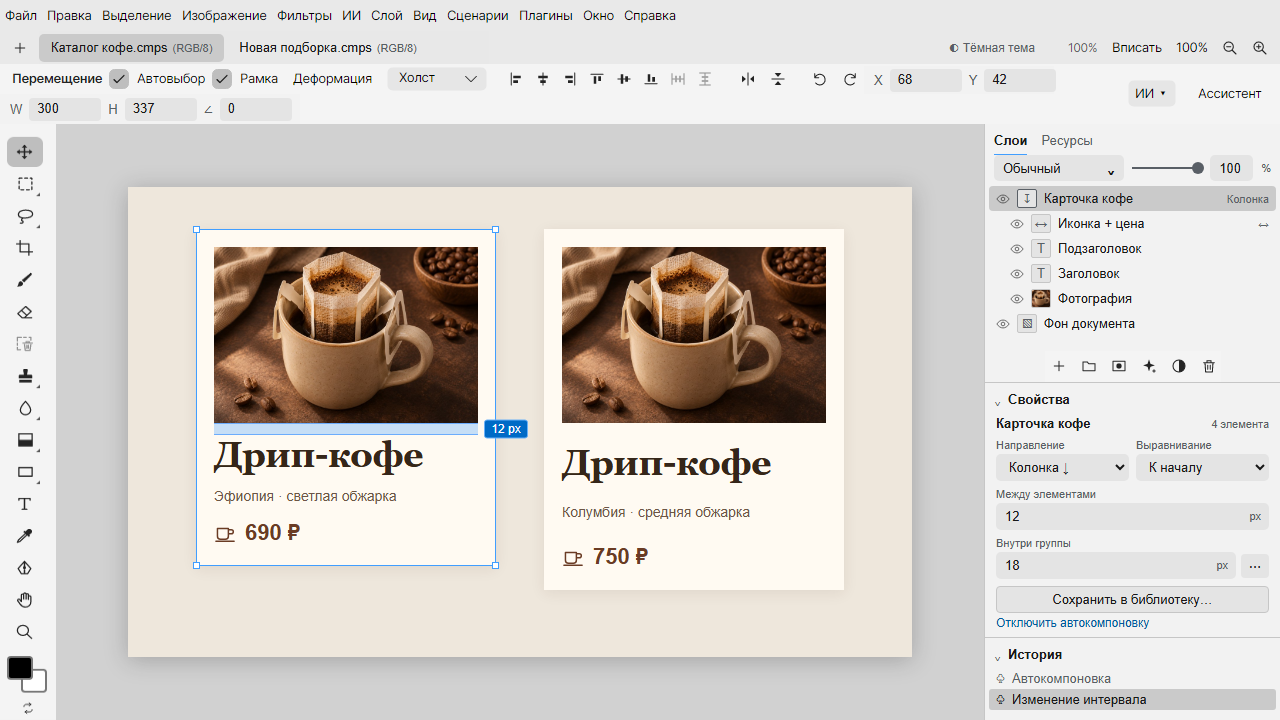 Файл Правка Выделение Изображение Фильтры ИИ Слой Вид Сценарии Плагины Окно Справка
Каталог кофе.cmps (RGB/8) Новая подборка.cmps (RGB/8) Тёмная тема 100% Вписать 100%
Перемещение Автовыбор Рамка Деформация Холст X 68 Y 42
ИИ Ассистент
W 300 H 337 0
Слои Ресурсы
Обычный 100 %
Карточка кофе Колонка
Иконка + цена
T Подзаголовок
T Заголовок
Фотография
Фон документа
Свойства
Карточка кофе 4 элемента
Направление Выравнивание
Колонка ↓ К началу
Между элементами
12 px
Внутри группы
18 px ...
Сохранить в библиотеку…
Отключить автокомпоновку
История
Автокомпоновка
Изменение интервала
12 px
Дрип-кофе
Эфиопия · светлая обжарка
690 ₽
Дрип-кофе
Колумбия · средняя обжарка
750 ₽